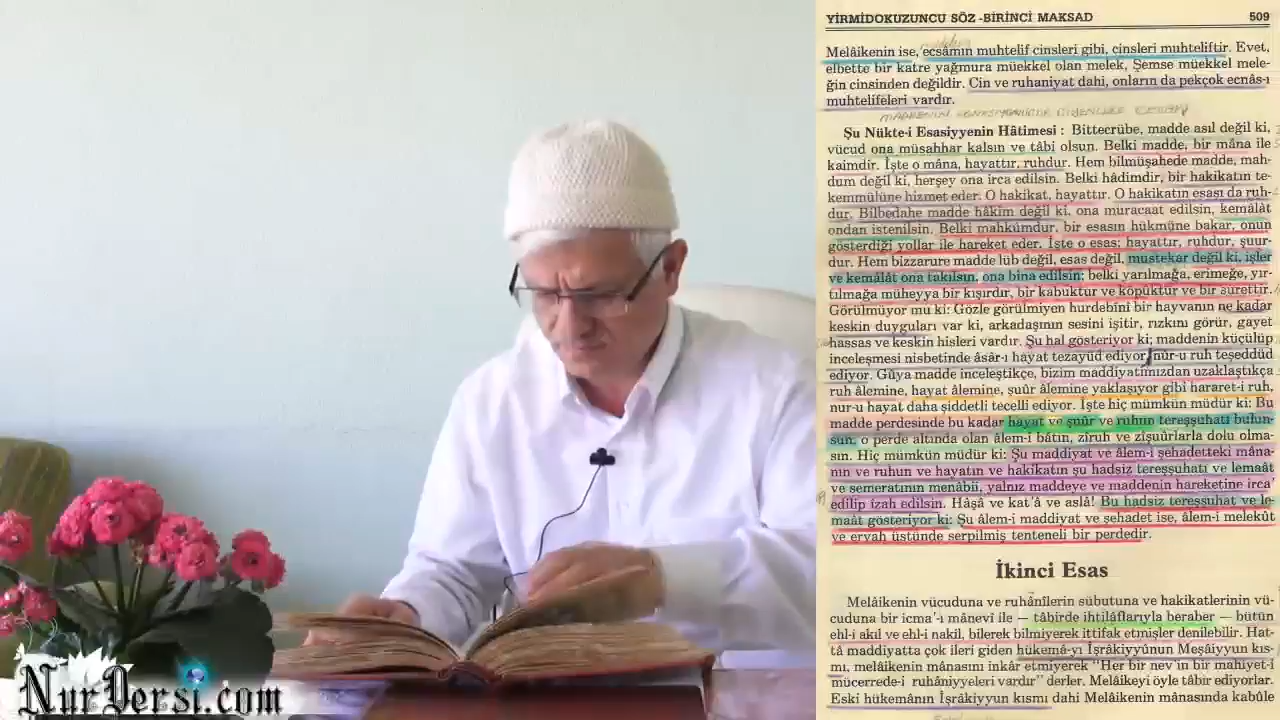 YİRMİDOKUZUNCU SÖZ -BİRİNCİ MAKSAD 509
Melâikenin ise, ecsâmın muhtelif cinsleri gibi, cinsleri muhteliftir. Evet,
elbette bir katre yağmura müekkel olan melek, Şemse müekkel mele-
ğin cinsinden değildir. Cin ve ruhaniyat dahi, onların da pekçok ecnâs-ı
muhtelifeleri vardır.
Şu Nükte-i Esasiyyenin Hâtimesi : Bittecrübe, madde asıl değil ki,
vücud ona müsahhar kalsın ve tâbi olsun. Belki madde, bir mâna ile
kaimdir. İşte o mâna, hayattır, ruhdur. Hem bilmüşahede madde, mah-
dum değil ki, herşey ona irca edilsin. Belki hâdimdir, bir hakikatın te-
kemmülüne hizmet eder. O hakikat, hayattır. O hakikatın esası da ruh-
dur. Bilbedahe madde hâkim değil ki, ona müracaat edilsin, kemâlât
ondan istenilsin. Belki mahkûmdur, bir esasın hükmüne bakar, onun
gösterdiği yollar ile hareket eder. İşte o esas; hayattır, ruhdur, şuur-
dur. Hem bizzarure madde lüb değil, esas değil, müstekar değil ki, işler
ve kemâlât ona takılsın, ona bina edilsin; belki yarılmağa, erimeğe, yır-
tılmağa müheyya bir kışırdır, bir kabuktur ve köpüktür ve bir surettir.
Görülmüyor mu ki: Gözle görülmiyen hurdebîni bir hayvanın ne kadar
keskin duyguları var ki, arkadaşının sesini işitir, rızkını görür, gayet
hassas ve keskin hisleri vardır. Şu hal gösteriyor ki; maddenin küçülüp
inceleşmesi nisbetinde âsâr-ı hayat tezayüd ediyor, nûr-u ruh teşeddüd
ediyor. Gûya madde inceleştikçe, bizim maddiyatımızdan uzaklaştıkça
ruh âlemine, hayat âlemine, şuûr âlemine yaklaşıyor gibi hararet-i ruh,
nur-u hayat daha şiddetli tecelli ediyor. İşte hiç mümkün müdür ki: Bu
madde perdesinde bu kadar hayat ve şuûr ve ruhun tereşşuhatı bulun-
sun, o perde altında olan âlem-i bâtın, zîruh ve zîşuûrlarla dolu olma-
sın. Hiç mümkün müdür ki: Şu maddiyat ve âlem-i şehadetteki mâna-
nın ve ruhun ve hayatın ve hakikatın şu hadsiz tereşşuhatı ve lemaât
ve semeratının menâbii, yalnız maddeye ve maddenin hareketine irca'
edilip izah edilsin. Hâşâ ve kat'â ve aslâ! Bu hadsiz tereşşuhat ve le-
maât gösteriyor ki: Şu âlem-i maddiyat ve şehadet ise, âlem-i melekût
ve ervah üstünde serpilmiş tenteneli bir perdedir.
İkinci Esas
Melâikenin vücuduna ve ruhânîlerin sübutuna ve hakikatlerinin vü-
cuduna bir icma'-ı mânevî ile — tâbirde ihtilâflarıyla beraber — bütün
ehl-i akıl ve ehl-i nakil, bilerek bilmiyerek ittifak etmişler denilebilir. Hat-
tâ maddiyatta çok ileri giden hükemâ-yı İşrâkiyyûnun Meşâiyyun kıs-
mı, melâikenin mânasını inkâr etmiyerek "Her bir nev'in bir mahiyet-i
mücerrede-i ruhâniyyeleri vardır" derler. Melâikeyi öyle tâbir ediyorlar.
Eski hükemânın İşrâkiyyun kısmı dahi Melâikenin mânasında kabûle
NurDersi.com